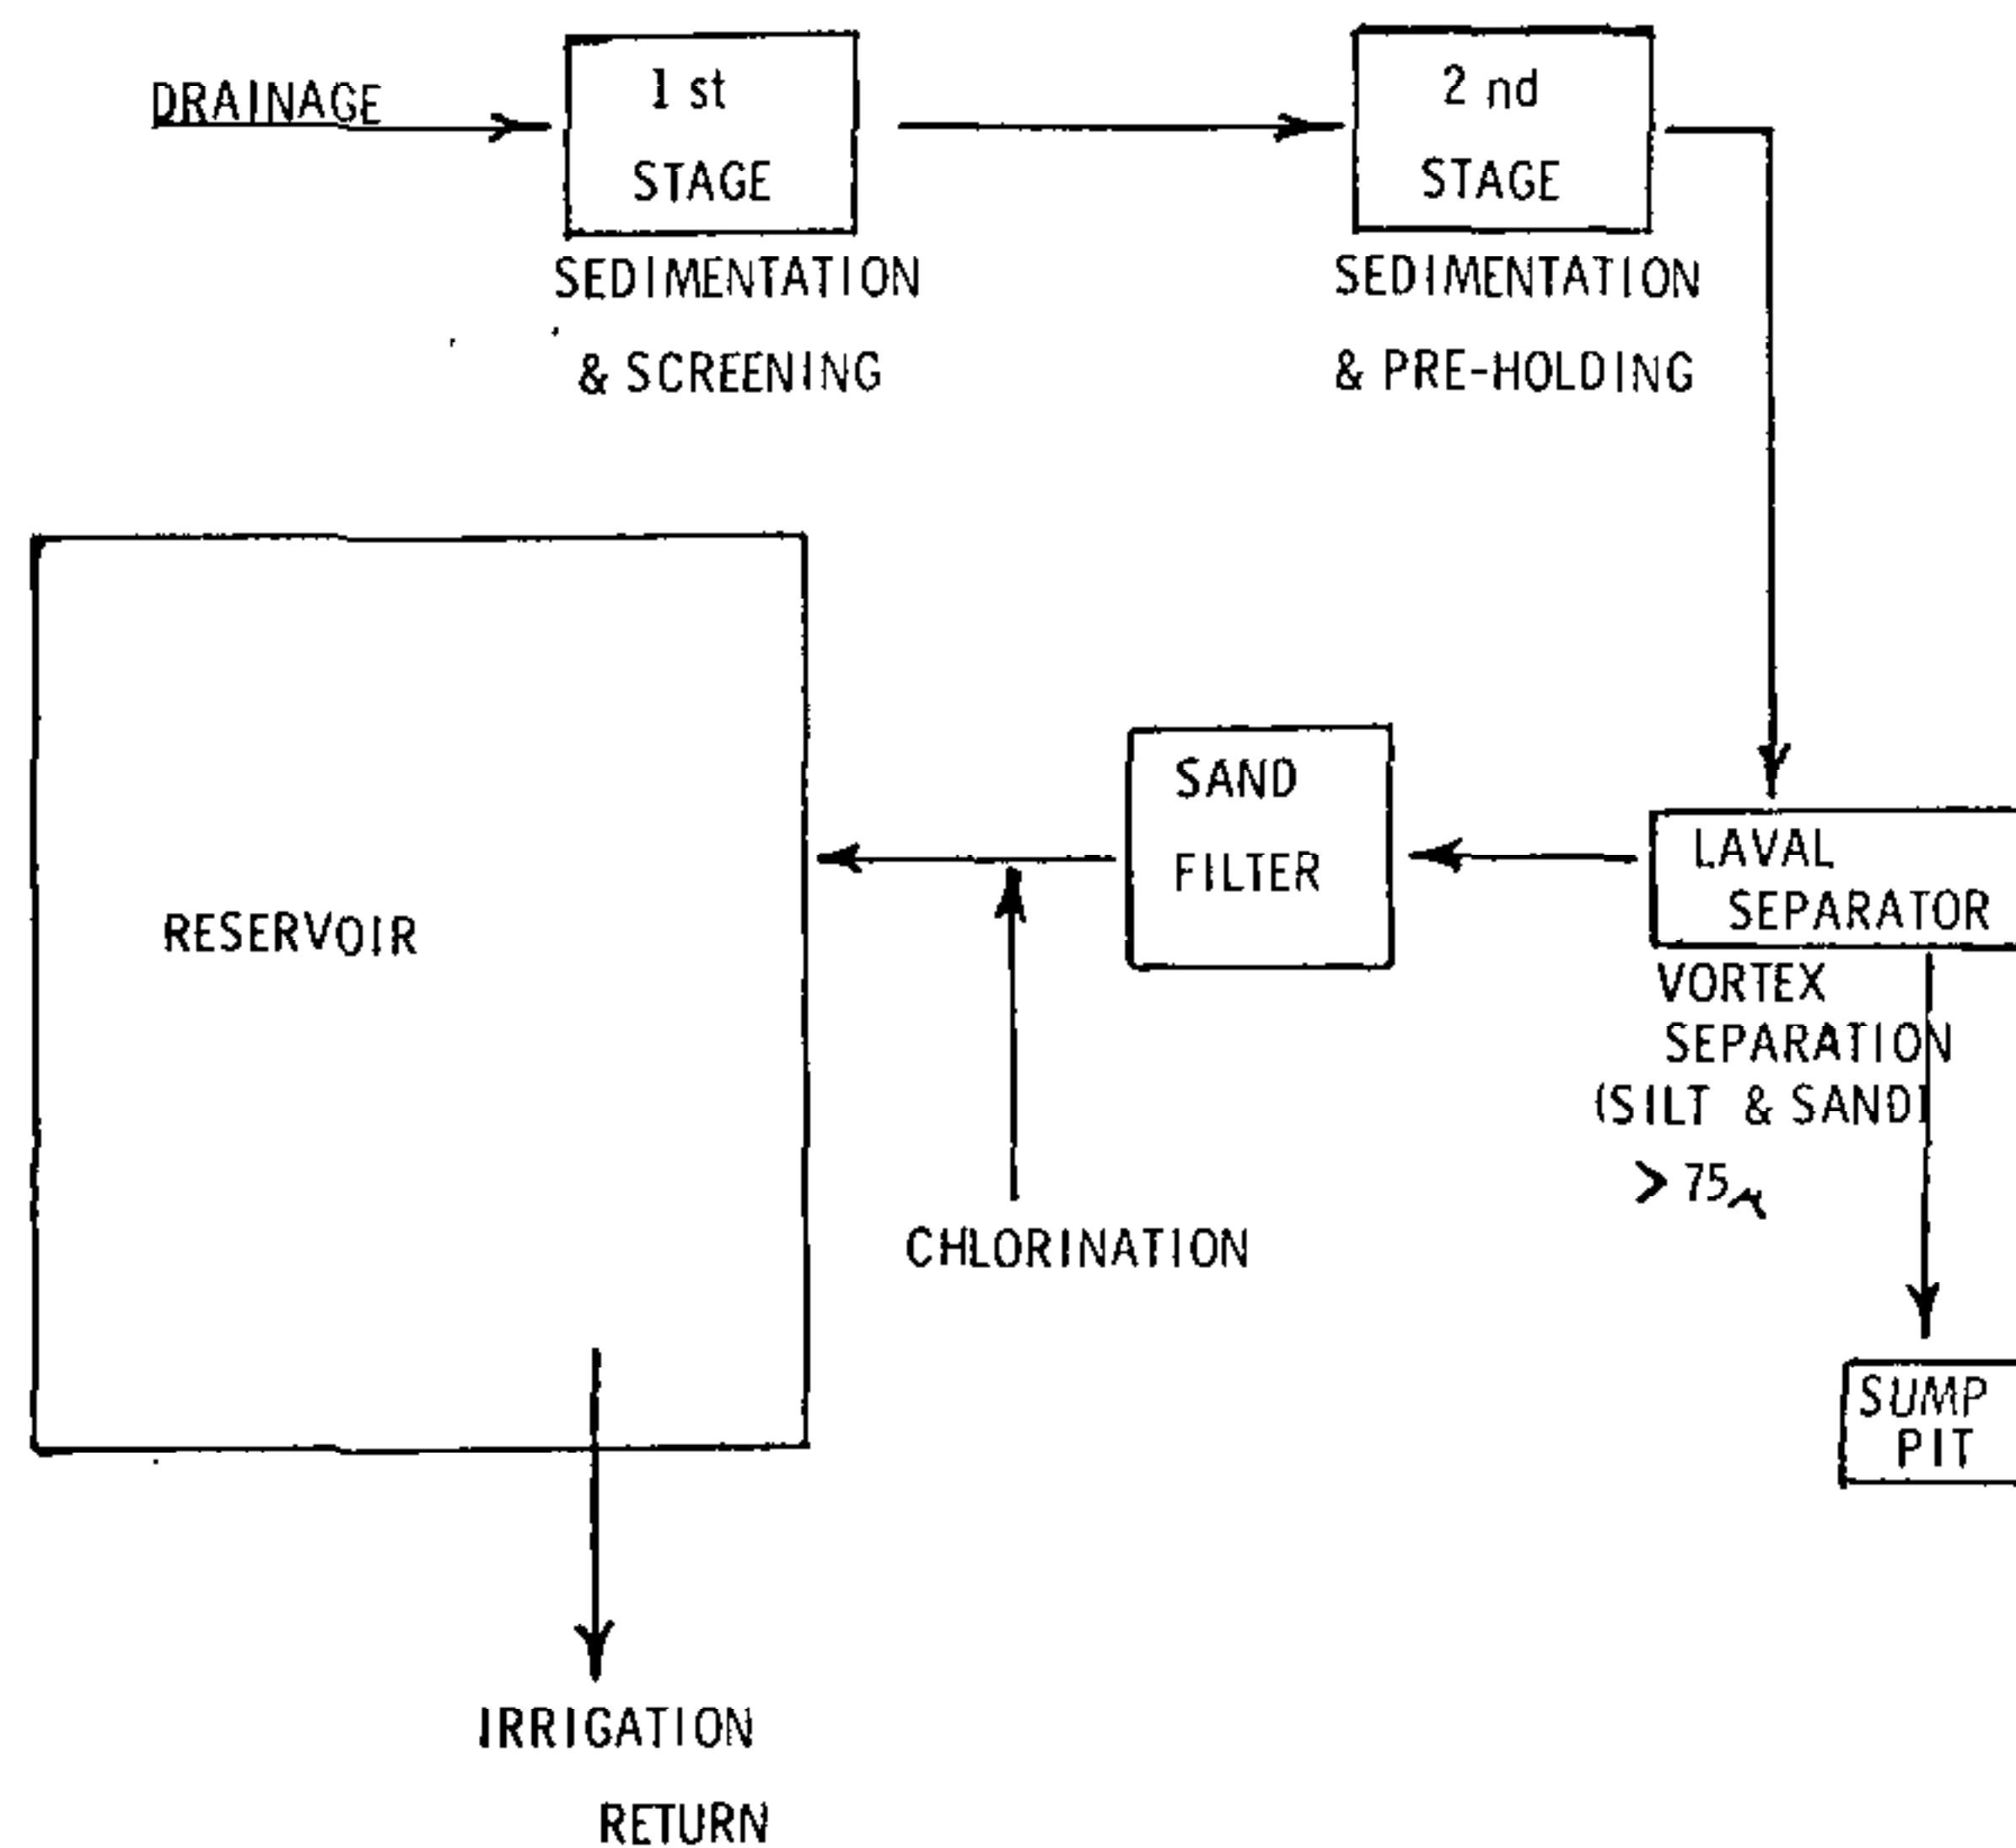 DRAINAGE
1 st
STAGE
SEDIMENTATION
& SCREENING
2 nd
STAGE
SEDIMENTATION
& PRE-HOLDING
LAVAL
SEPARATOR
VORTEX
SEPARATION
(SILT & SAND)
> 75μ
SUMP
PIT
SAND
FILTER
CHLORINATION
RESERVOIR
IRRIGATION
RETURN